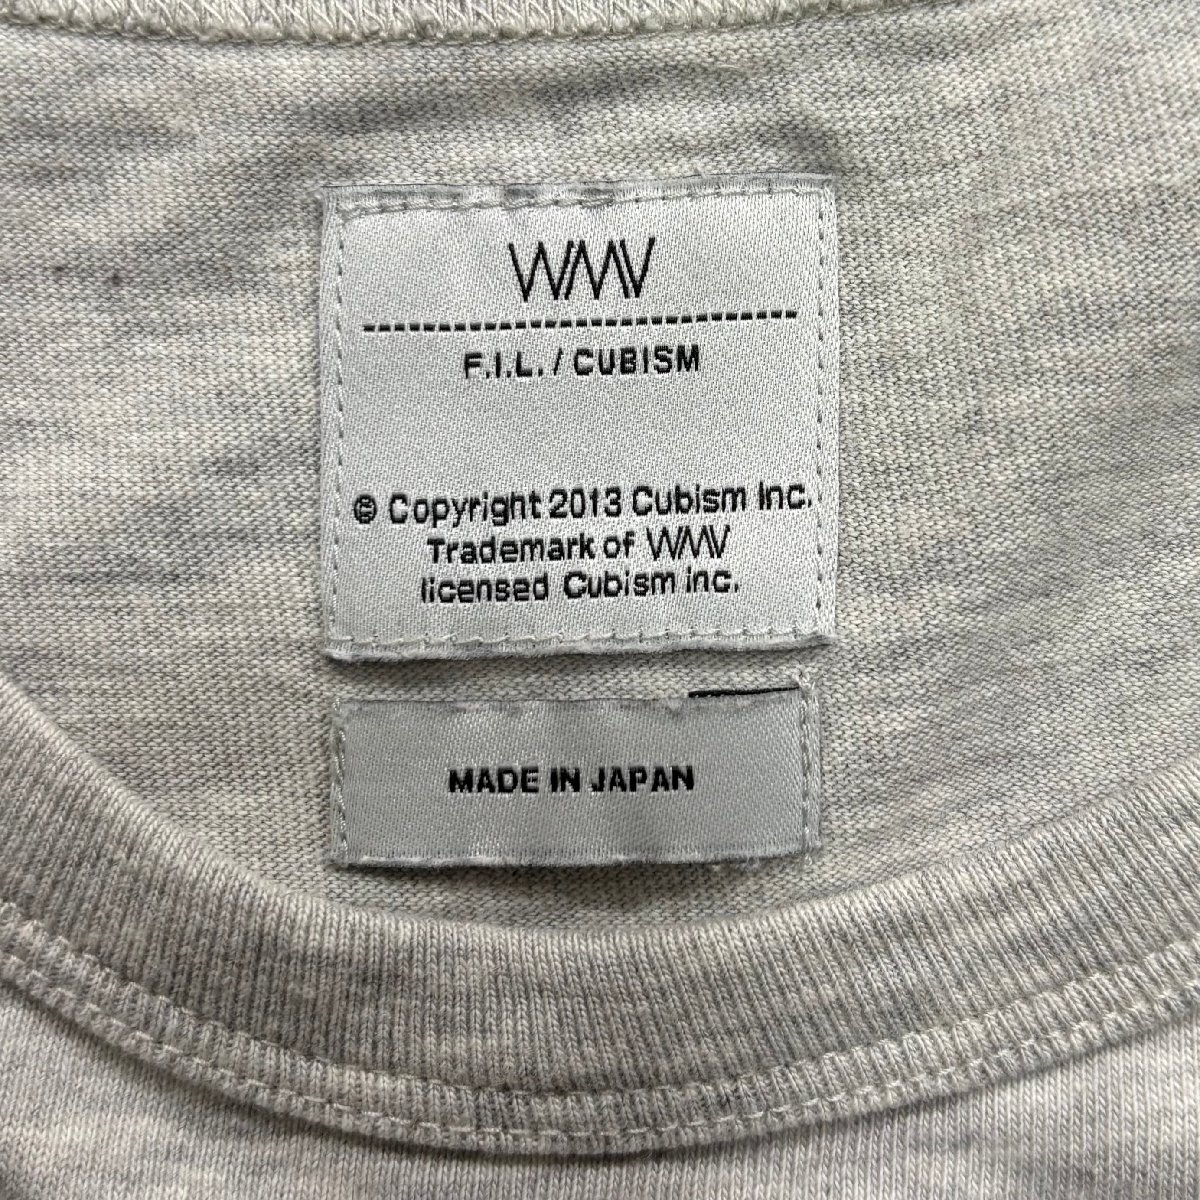 WMV
F.I.L. / CUBISM
© Copyright 2013 Cubism Inc.
Trademark of WMV
licensed Cubism inc.
MADE IN JAPAN